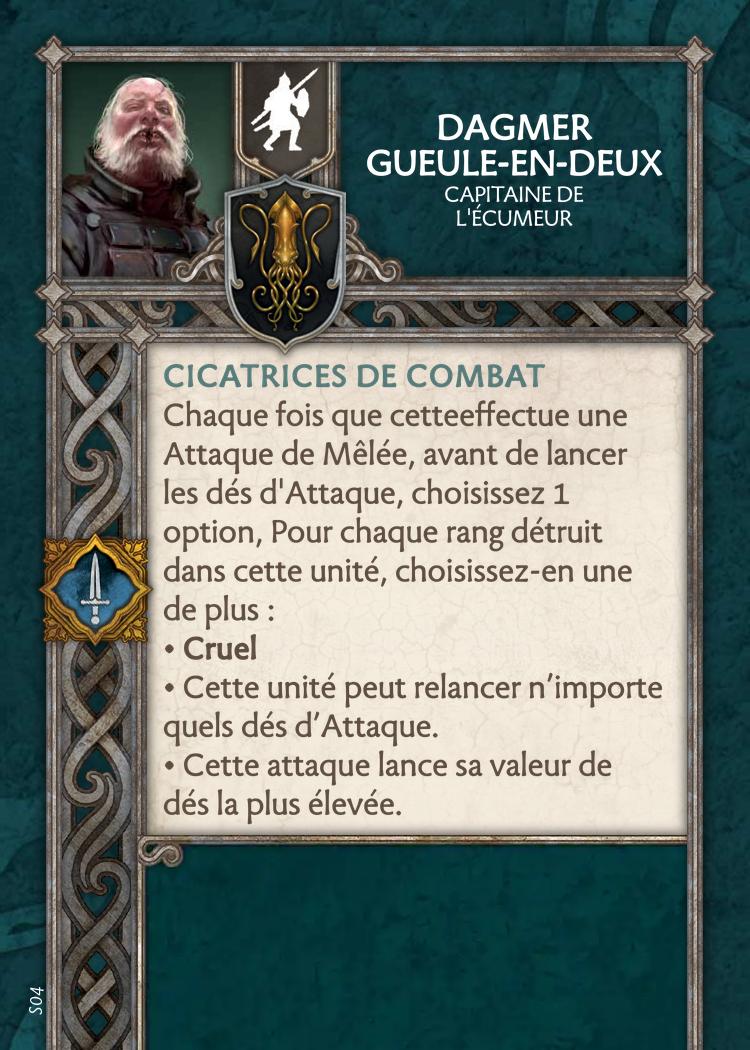 DAGMER
GUEULE-EN-DEUX
CAPITAINE DE
L'ÉCUMEUR
CICATRICES DE COMBAT
Chaque fois que cetteeffectue une
Attaque de Mêlée, avant de lancer
les dés d'Attaque, choisissez 1
option, Pour chaque rang détruit
dans cette unité, choisissez-en une
de plus :
• Cruel
• Cette unité peut relancer n’importe
quels dés d’Attaque.
• Cette attaque lance sa valeur de
dés la plus élevée.
S04